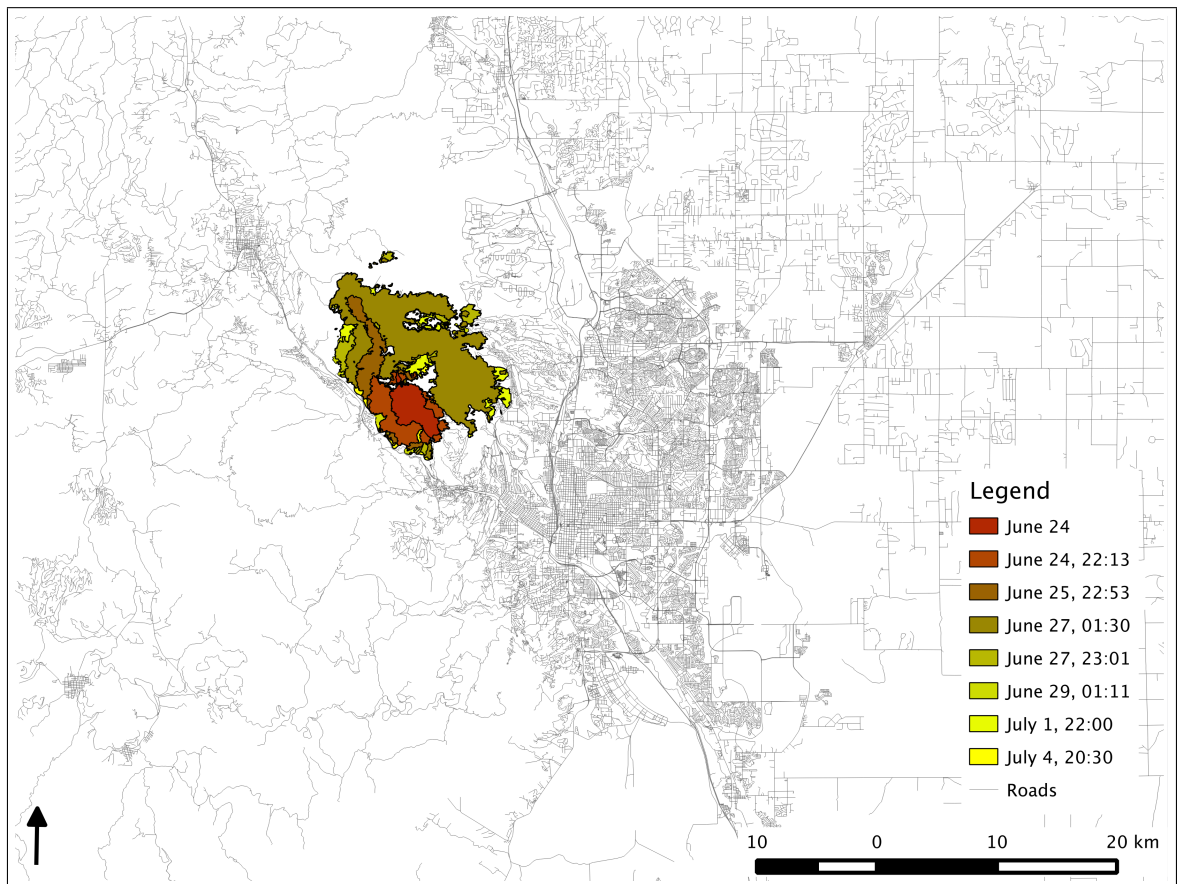 Legend
June 24
June 24, 22:13
June 25, 22:53
June 27, 01:30
June 27, 23:01
June 29, 01:11
July 1, 22:00
July 4, 20:30
Roads
10 0 10 20 km